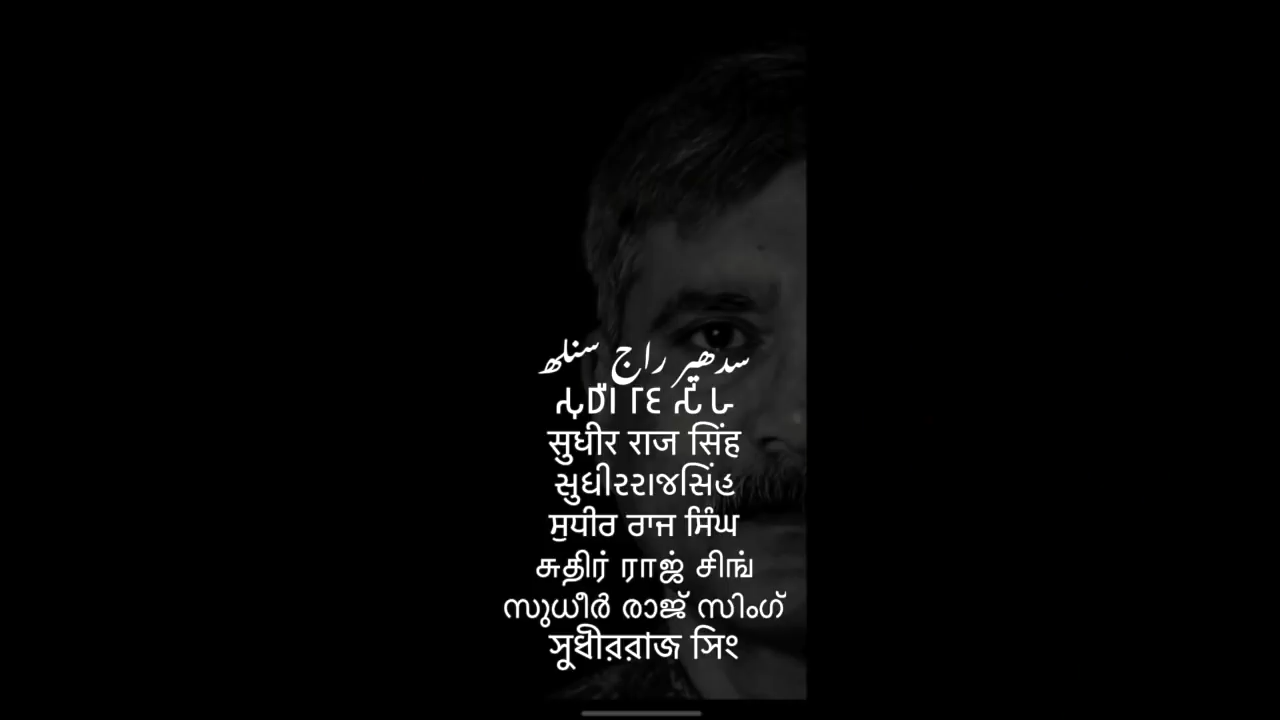 سدھیر راج سنلھ
सुधीर राज सिंह
સુધીરરાજસિંહ
ਸੁਧੀਰ ਰਾਜ ਸਿੰਘ
சுதிர் ராஜ் சிங்
സുധീർ രാജ് സിംഗ്
সুধীররাজ সিং